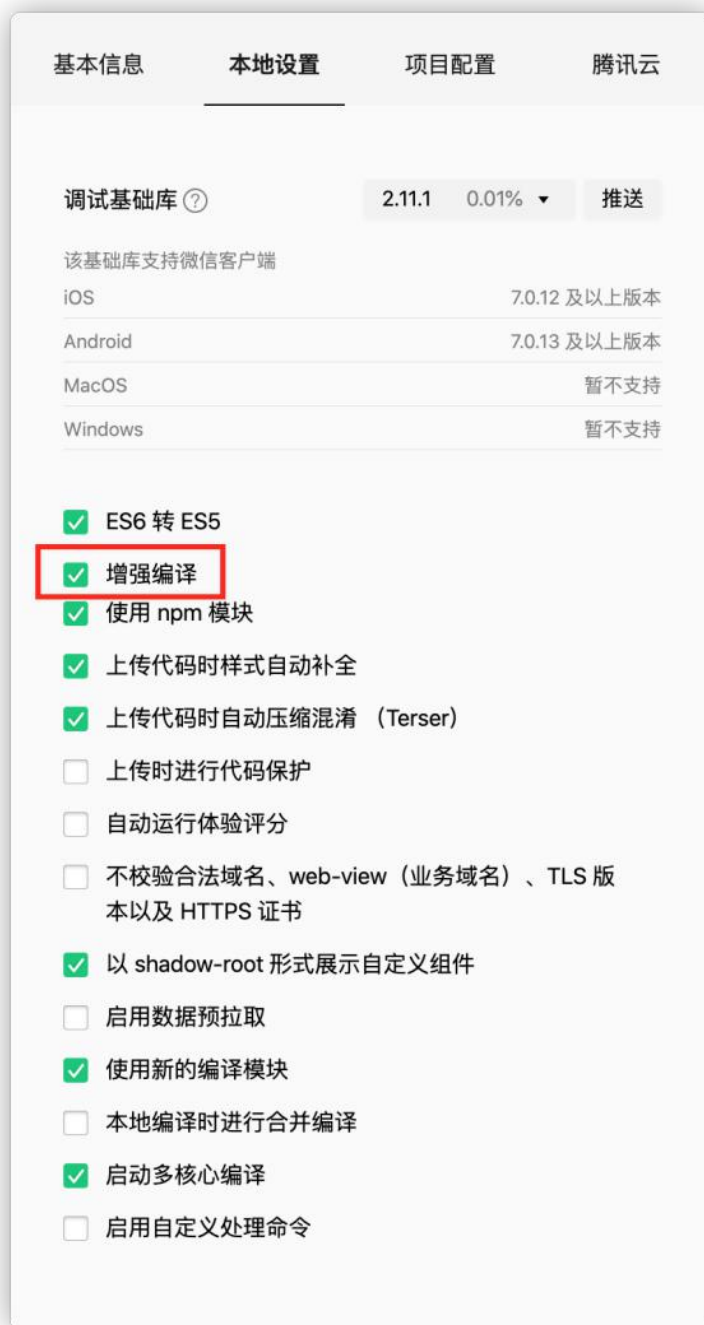 基本信息 本地设置 项目配置 腾讯云
调试基础库 ? 2.11.1 0.01% 推送
该基础库支持微信客户端
iOS 7.0.12 及以上版本
Android 7.0.13 及以上版本
MacOS 暂不支持
Windows 暂不支持
ES6 转 ES5
增强编译
使用 npm 模块
上传代码时样式自动补全
上传代码时自动压缩混淆 （Terser）
上传时进行代码保护
自动运行体验评分
不校验合法域名、web-view（业务域名）、TLS 版
本以及 HTTPS 证书
以 shadow-root 形式展示自定义组件
启用数据预拉取
使用新的编译模块
本地编译时进行合并编译
启动多核心编译
启用自定义处理命令